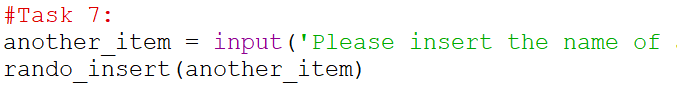 #Task 7:
another_item = input('Please insert the name of
rando_insert(another_item)